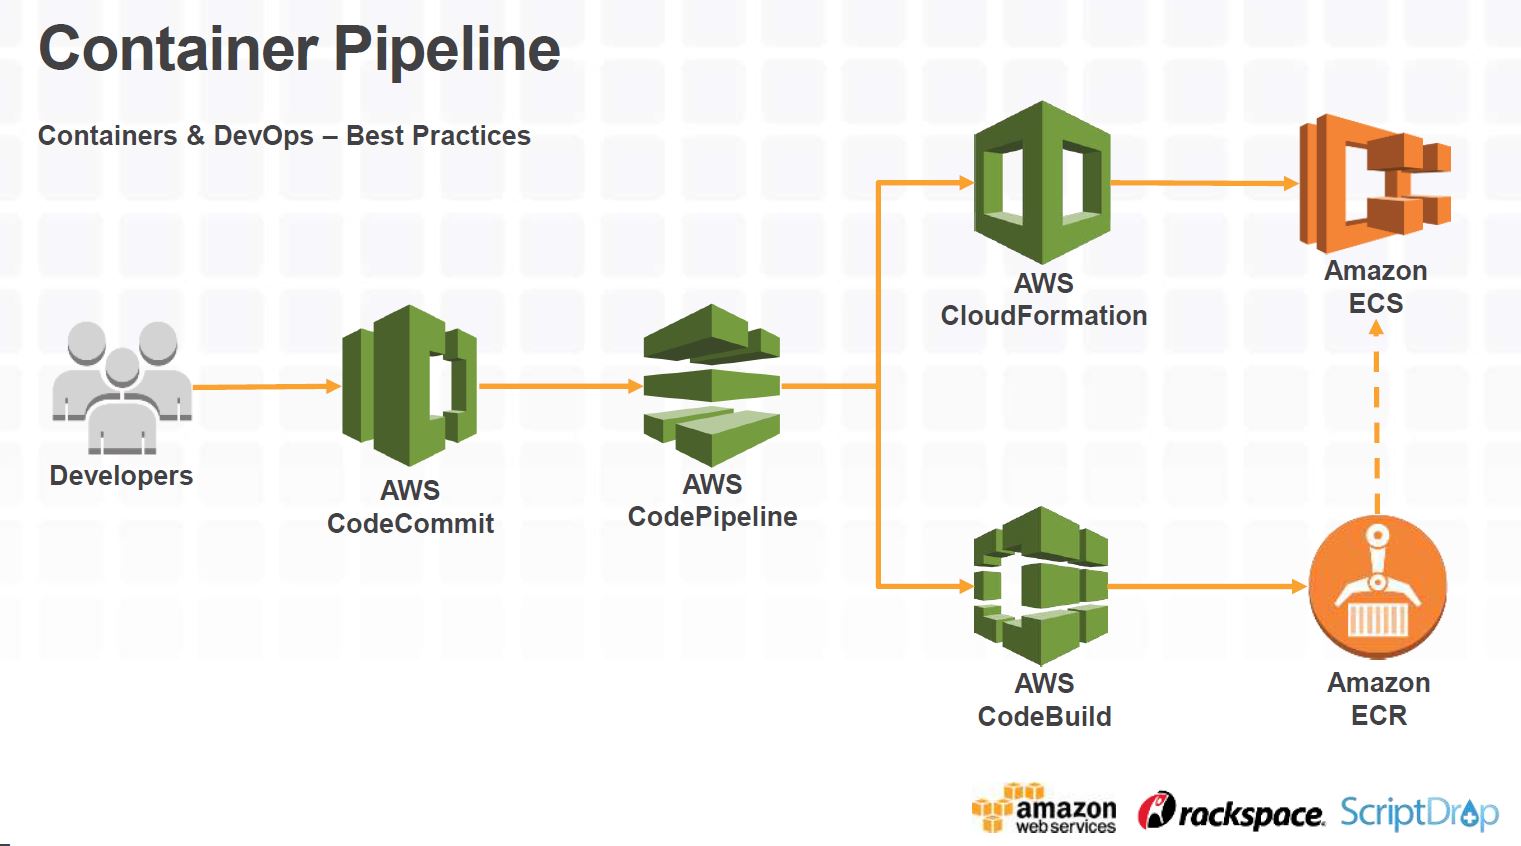 Container Pipeline
Containers & DevOps – Best Practices
AWS
CloudFormation
Amazon
ECS
Developers
AWS
CodeCommit
AWS
CodePipeline
AWS
CodeBuild
Amazon
ECR
amazon
web services
rackspace.
ScriptDrop